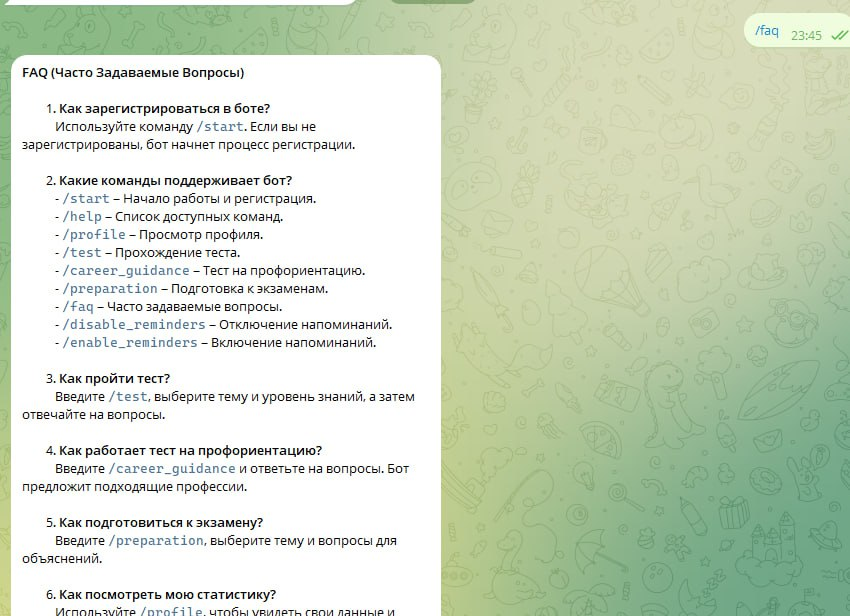 /faq 23:45
FAQ (Часто Задаваемые Вопросы)
1. Как зарегистрироваться в боте?
Используйте команду /start. Если вы не
зарегистрированы, бот начнет процесс регистрации.
2. Какие команды поддерживает бот?
- /start – Начало работы и регистрация.
- /help – Список доступных команд.
- /profile – Просмотр профиля.
- /test – Прохождение теста.
- /career_guidance – Тест на профориентацию.
- /preparation – Подготовка к экзаменам.
- /faq – Часто задаваемые вопросы.
- /disable_reminders – Отключение напоминаний.
- /enable_reminders – Включение напоминаний.
3. Как пройти тест?
Введите /test, выберите тему и уровень знаний, а затем
отвечайте на вопросы.
4. Как работает тест на профориентацию?
Введите /career_guidance и ответьте на вопросы. Бот
предложит подходящие профессии.
5. Как подготовиться к экзамену?
Введите /preparation, выберите тему и вопросы для
объяснений.
6. Как посмотреть мою статистику?
Используйте /profile, чтобы увидеть свои данные и